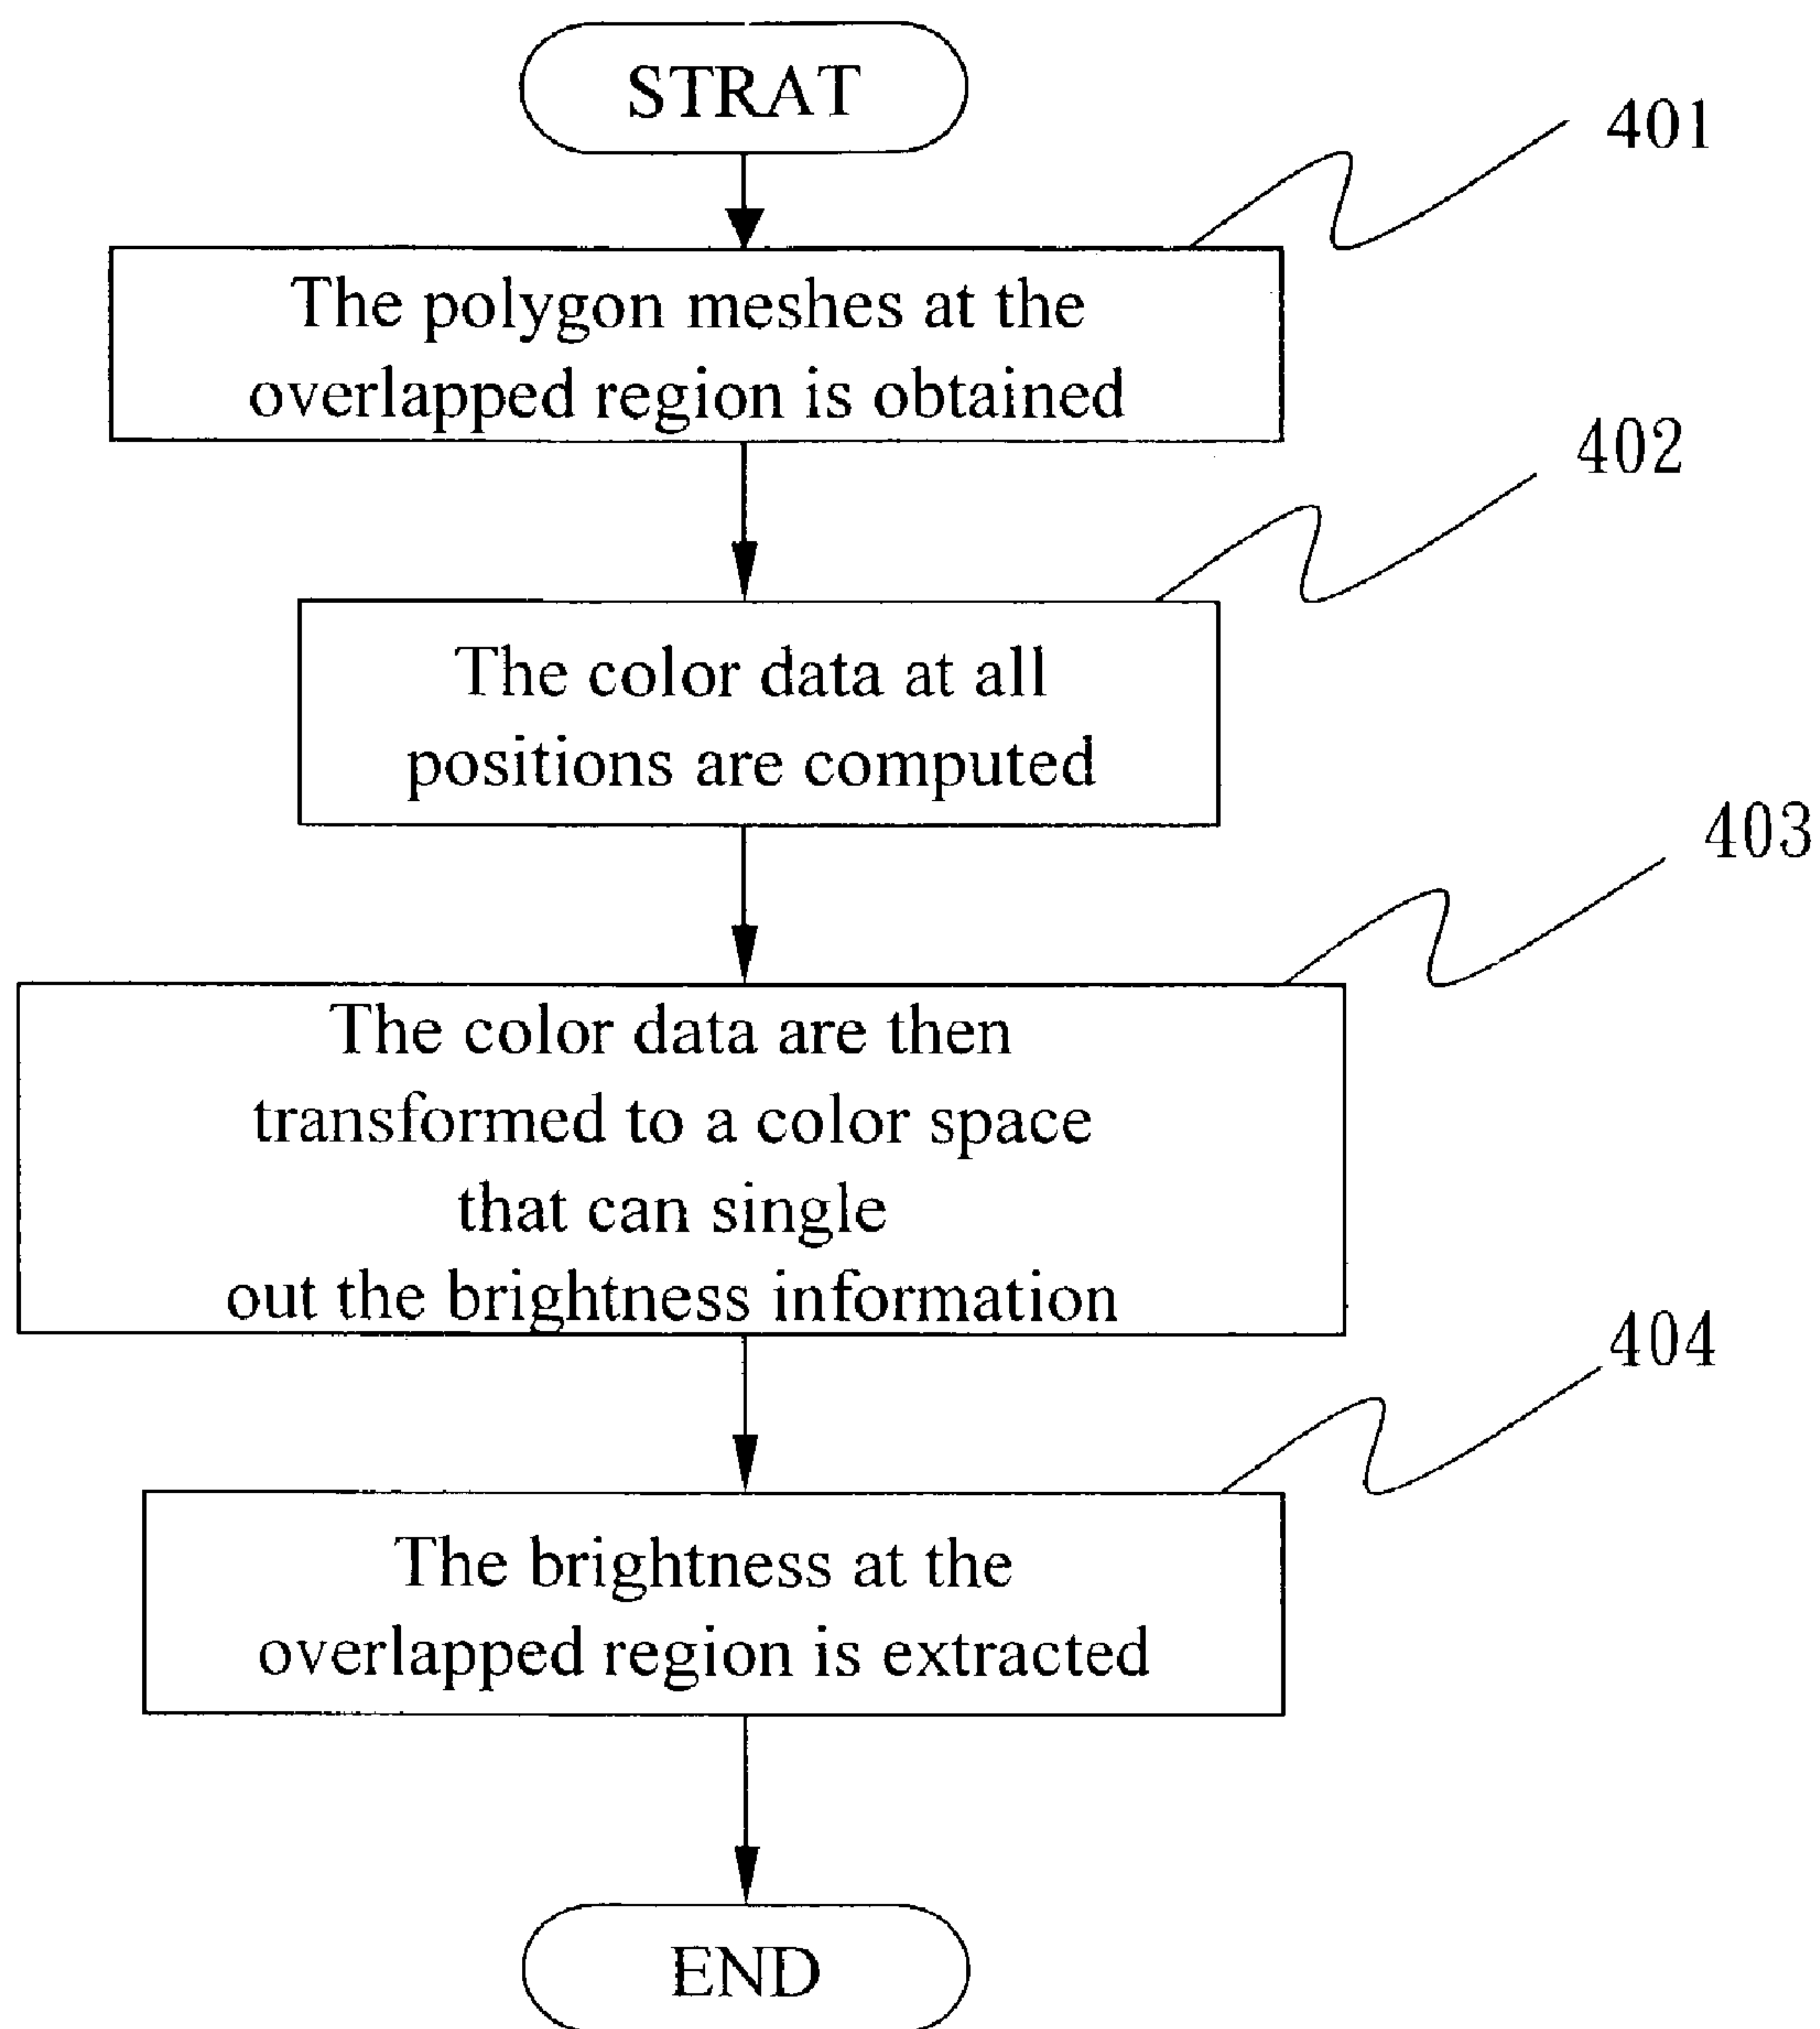 STRAT
401
The polygon meshes at the
overlapped region is obtained
402
The color data at all
positions are computed
403
The color data are then
transformed to a color space
that can single
out the brightness information
404
The brightness at the
overlapped region is extracted
END